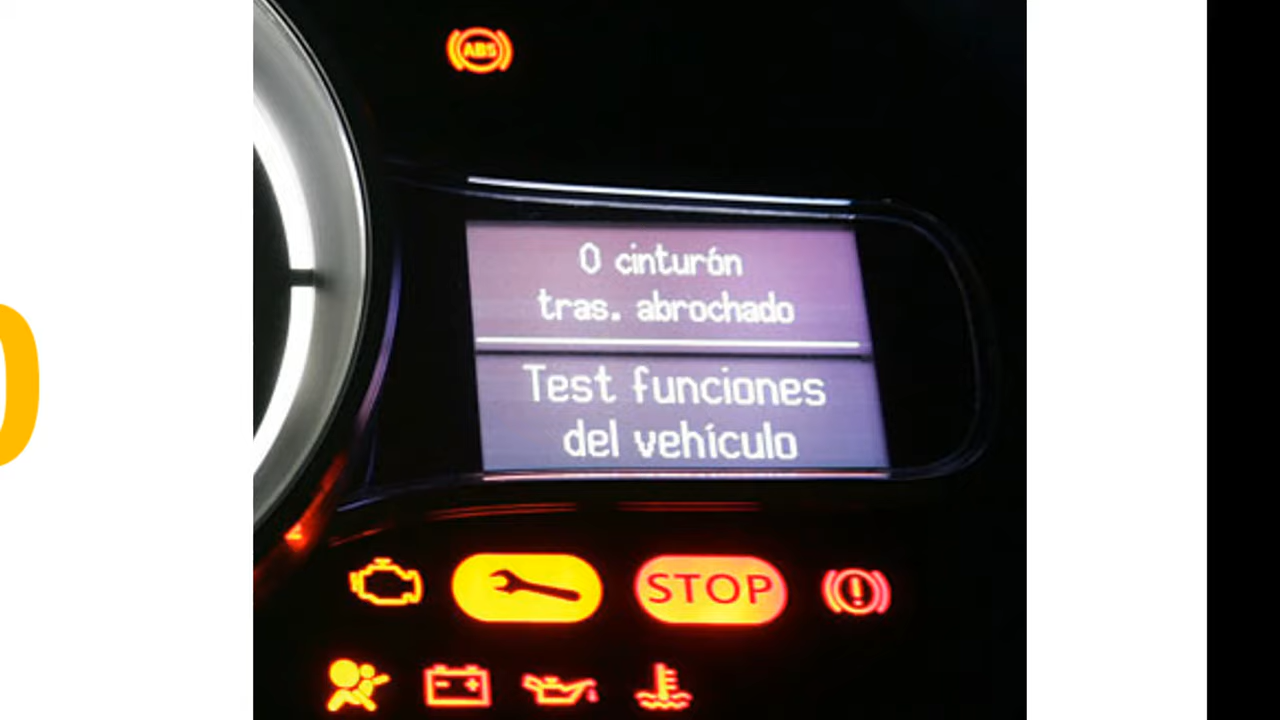 ABS
0 cinturón
tras. abrochado
Test funciones
del vehículo
STOP